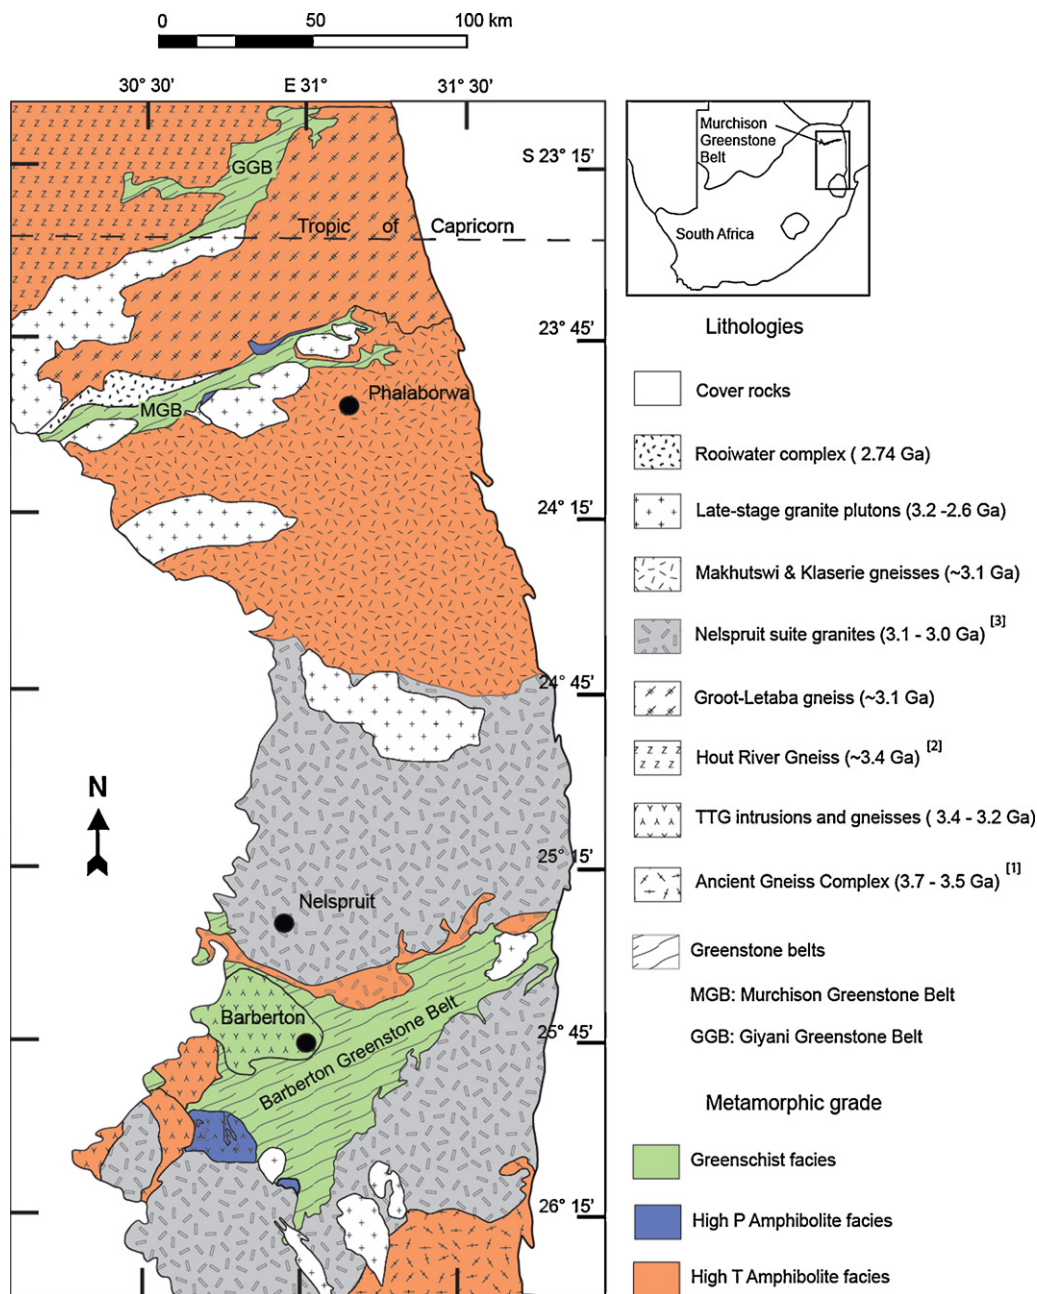 0 50 100 km
30° 30’ E 31° 31° 30’
S 23° 15’
GGB
Tropic of Capricorn
23° 45’
Phalaborwa
MGB
24° 15’
24° 45’
N
25° 15’
Nelspruit
Barberton
25° 45’
Barberton Greenstone Belt
26° 15’
Murchison
Greenstone
Belt
South Africa
Lithologies
Cover rocks
Rooiwater complex ( 2.74 Ga)
Late-stage granite plutons (3.2 -2.6 Ga)
Makhutswi & Klaserie gneisses (~3.1 Ga)
Nelspruit suite granites (3.1 - 3.0 Ga) [3]
Groot-Letaba gneiss (~3.1 Ga)
Hout River Gneiss (~3.4 Ga) [2]
TTG intrusions and gneisses ( 3.4 - 3.2 Ga)
Ancient Gneiss Complex (3.7 - 3.5 Ga) [1]
Greenstone belts
MGB: Murchison Greenstone Belt
GGB: Giyani Greenstone Belt
Metamorphic grade
Greenschist facies
High P Amphibolite facies
High T Amphibolite facies